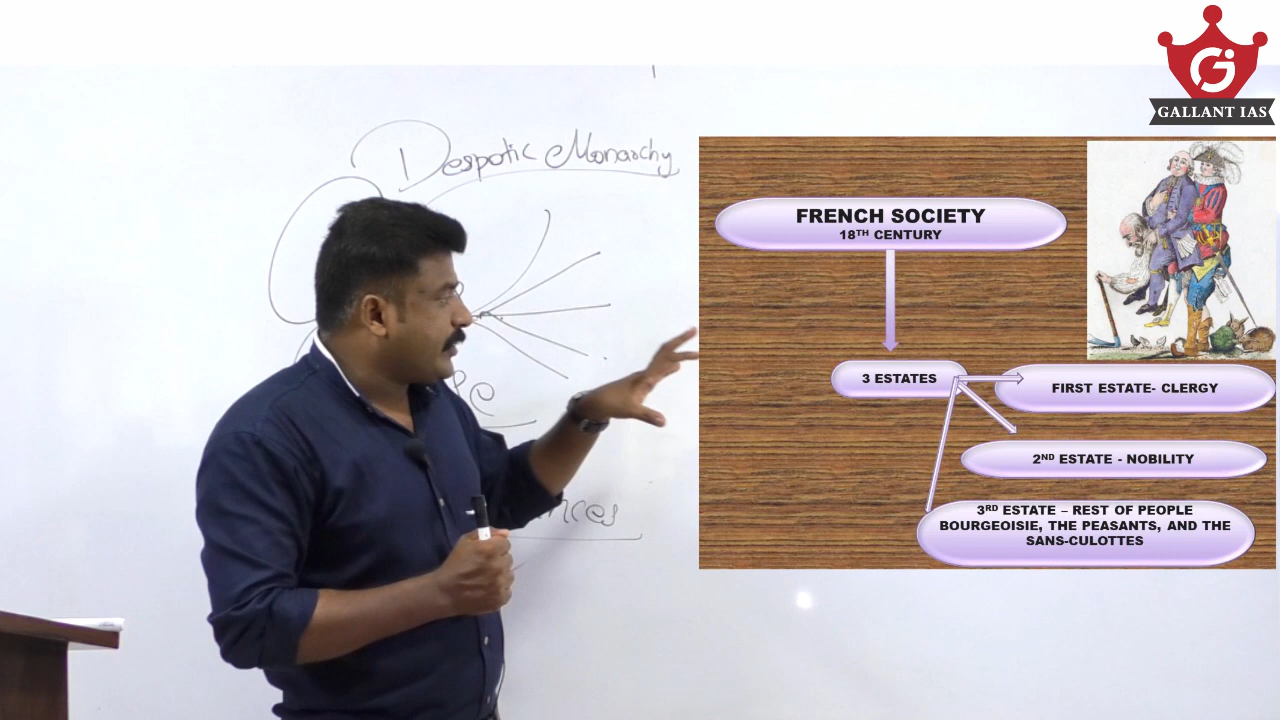 GALLANT IAS
Despotic Monarchy
FRENCH SOCIETY
18TH CENTURY
3 ESTATES
FIRST ESTATE- CLERGY
2ND ESTATE - NOBILITY
3RD ESTATE – REST OF PEOPLE
BOURGEOISIE, THE PEASANTS, AND THE
SANS-CULOTTES